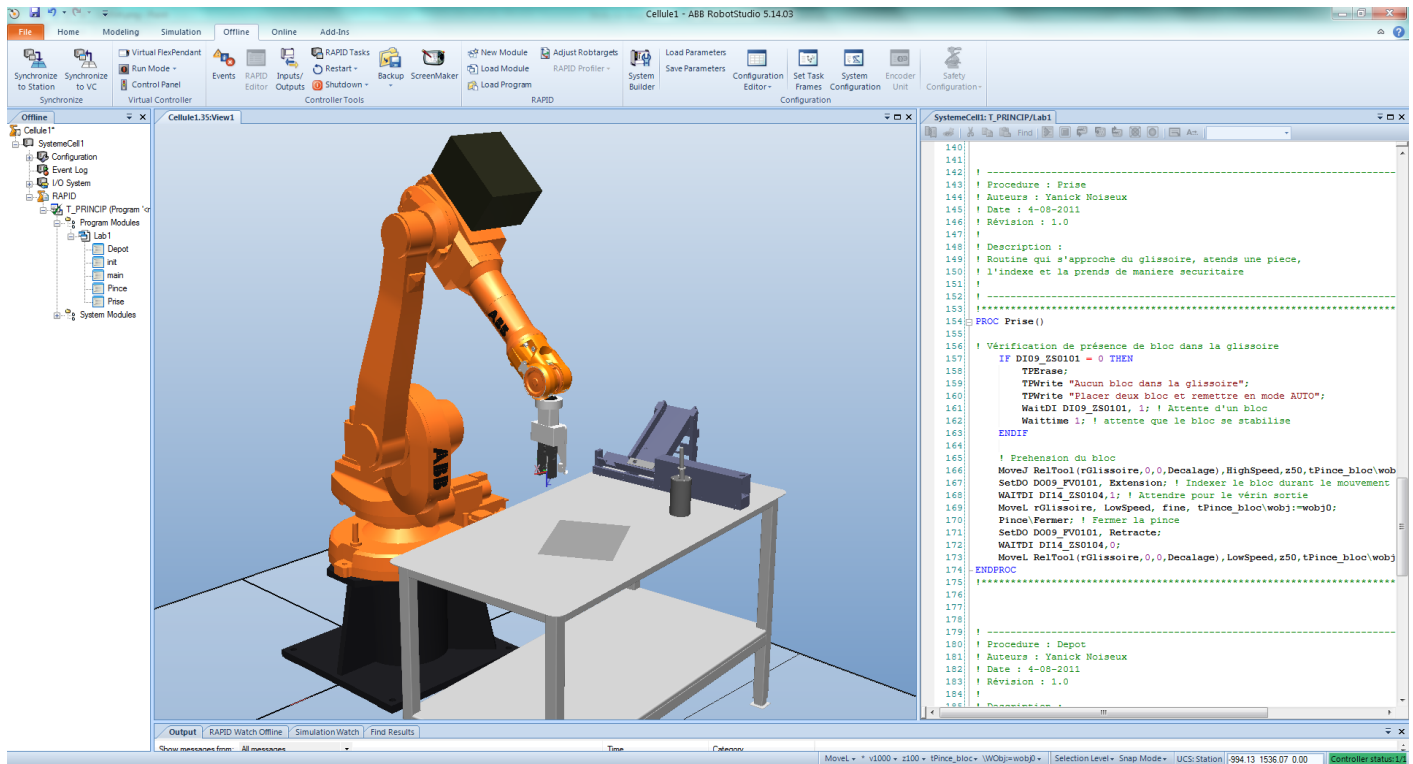 Cellule1 - ABB RobotStudio 5.14.03
File Home Modeling Simulation Offline Online Add-Ins
Synchronize to Station
Synchronize to VC
Synchronize
Virtual FlexPendant
Run Mode
Control Panel
Virtual Controller
Events
RAPID Editor
Inputs/ Outputs
RAPID Tasks
Restart
Shutdown
Backup
ScreenMaker
Controller Tools
New Module
Load Module
Load Program
Adjust Robtargets
RAPID Profiler
RAPID
System Builder
Load Parameters
Save Parameters
Configuration Editor
Set Task Frames
System Configuration
Encoder Unit
Configuration
Safety Configuration
Offline
Cellule1*
SystemeCell1
Configuration
Event Log
I/O System
RAPID
T_PRINCIP (Program '<r
Program Modules
Lab1
Depot
init
main
Pince
Prise
System Modules
Cellule1.35:View1
ABB
ABB
SystemeCell1: T_PRINCIP/Lab1
Find
140
141
142 ! ----------------------------------------------------------------
143 ! Procedure : Prise
144 ! Auteurs : Yanick Noiseux
145 ! Date : 4-08-2011
146 ! Révision : 1.0
147 !
148 ! Description :
149 ! Routine qui s'approche du glissoire, atends une piece,
150 ! l'indexe et la prends de maniere securitaire
151 !
152 ! ----------------------------------------------------------------
153 !****************************************************************
154 PROC Prise()
155
156 ! Vérification de présence de bloc dans la glissoire
157 IF DI09_ZS0101 = 0 THEN
158 TPErase;
159 TPWrite "Aucun bloc dans la glissoire";
160 TPWrite "Placer deux bloc et remettre en mode AUTO";
161 WaitDI DI09_ZS0101, 1; ! Attente d'un bloc
162 Waittime 1; ! attente que le bloc se stabilise
163 ENDIF
164
165 ! Prehension du bloc
166 MoveJ RelTool(rGlissoire,0,0,Decalage),HighSpeed,z50,tPince_bloc\wob
167 SetDO DO09_FV0101, Extension; ! Indexer le bloc durant le mouvement
168 WAITDI DI14_ZS0104,1; ! Attendre pour le vérin sortie
169 MoveL rGlissoire, LowSpeed, fine, tPince_bloc\wobj:=wobj0;
170 Pince\Fermer; ! Fermer la pince
171 SetDO DO09_FV0101, Retracte;
172 WAITDI DI14_ZS0104,0;
173 MoveL RelTool(rGlissoire,0,0,Decalage),LowSpeed,z50,tPince_bloc\wobj
174 ENDPROC
175 !****************************************************************
176
177
178
179 ! ----------------------------------------------------------------
180 ! Procedure : Depot
181 ! Auteurs : Yanick Noiseux
182 ! Date : 4-08-2011
183 ! Révision : 1.0
184 !
185 ! Description :
Output RAPID Watch Offline Simulation Watch Find Results
Show messages from: All messages Time Category
MoveL * v1000 z100 tPince_bloc \WObj:=wobj0 Selection Level Snap Mode UCS: Station -994.13 1536.07 0.00 Controller status: 1/1